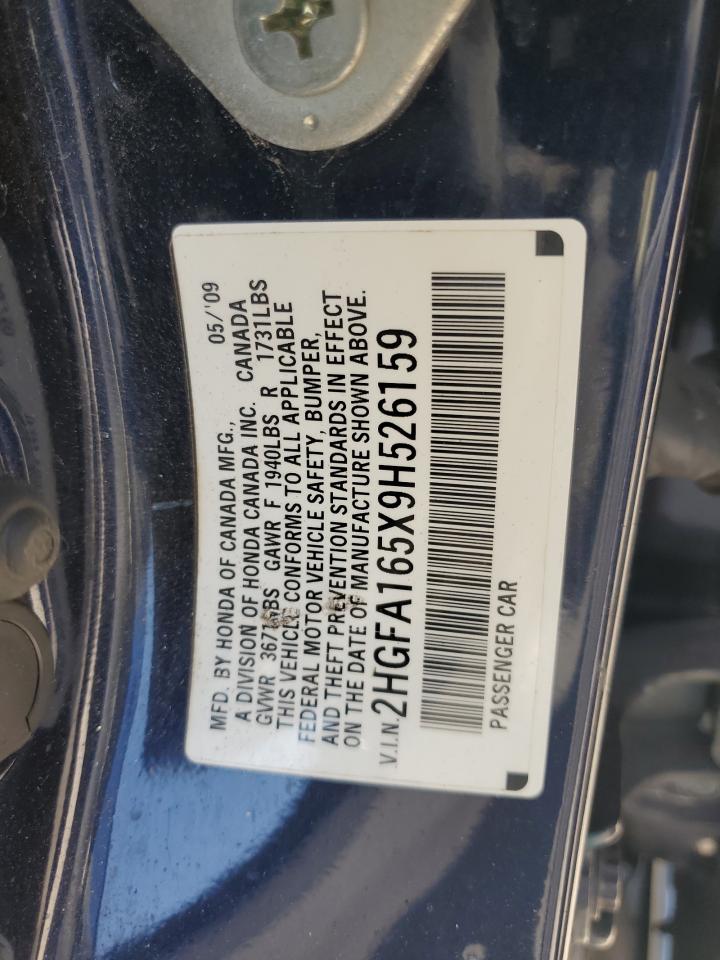 MFD. BY HONDA OF CANADA MFG., 05/'09
A DIVISION OF HONDA CANADA INC. CANADA
GVWR 3671LBS GAWR F 1940LBS R 1731LBS
THIS VEHICLE CONFORMS TO ALL APPLICABLE
FEDERAL MOTOR VEHICLE SAFETY, BUMPER,
AND THEFT PREVENTION STANDARDS IN EFFECT
ON THE DATE OF MANUFACTURE SHOWN ABOVE.
V.I.N. 2HGFA165X9H526159
PASSENGER CAR